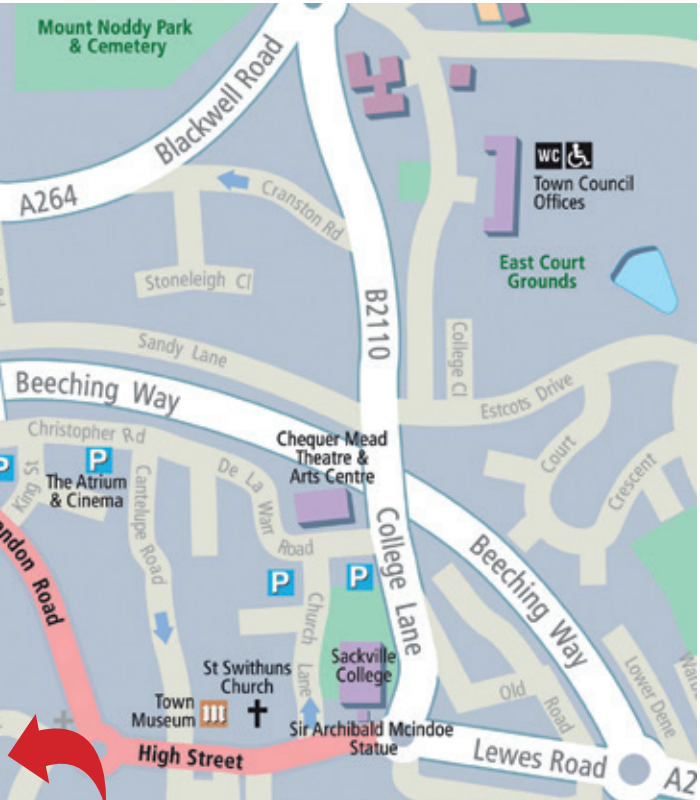 Mount Noddy Park
& Cemetery
Blackwell Road
A264
WC
Town Council
Offices
Cranston Rd
East Court
Grounds
Stoneleigh Cl
B2110
Sandy Lane
College Cl
Beeching Way
Estcots Drive
Christopher Rd
Chequer Mead
Theatre &
Arts Centre
Court
Crescent
P
P
The Atrium
& Cinema
King St
Cantelupe Road
De La
Warr
Road
College Lane
Beeching Way
P
P
Church
Lane
Sackville
College
St Swithuns
Church
Town
Museum
Old
Road
Lower Dene
Sir Archibald Mcindoe
Statue
High Street
Lewes Road